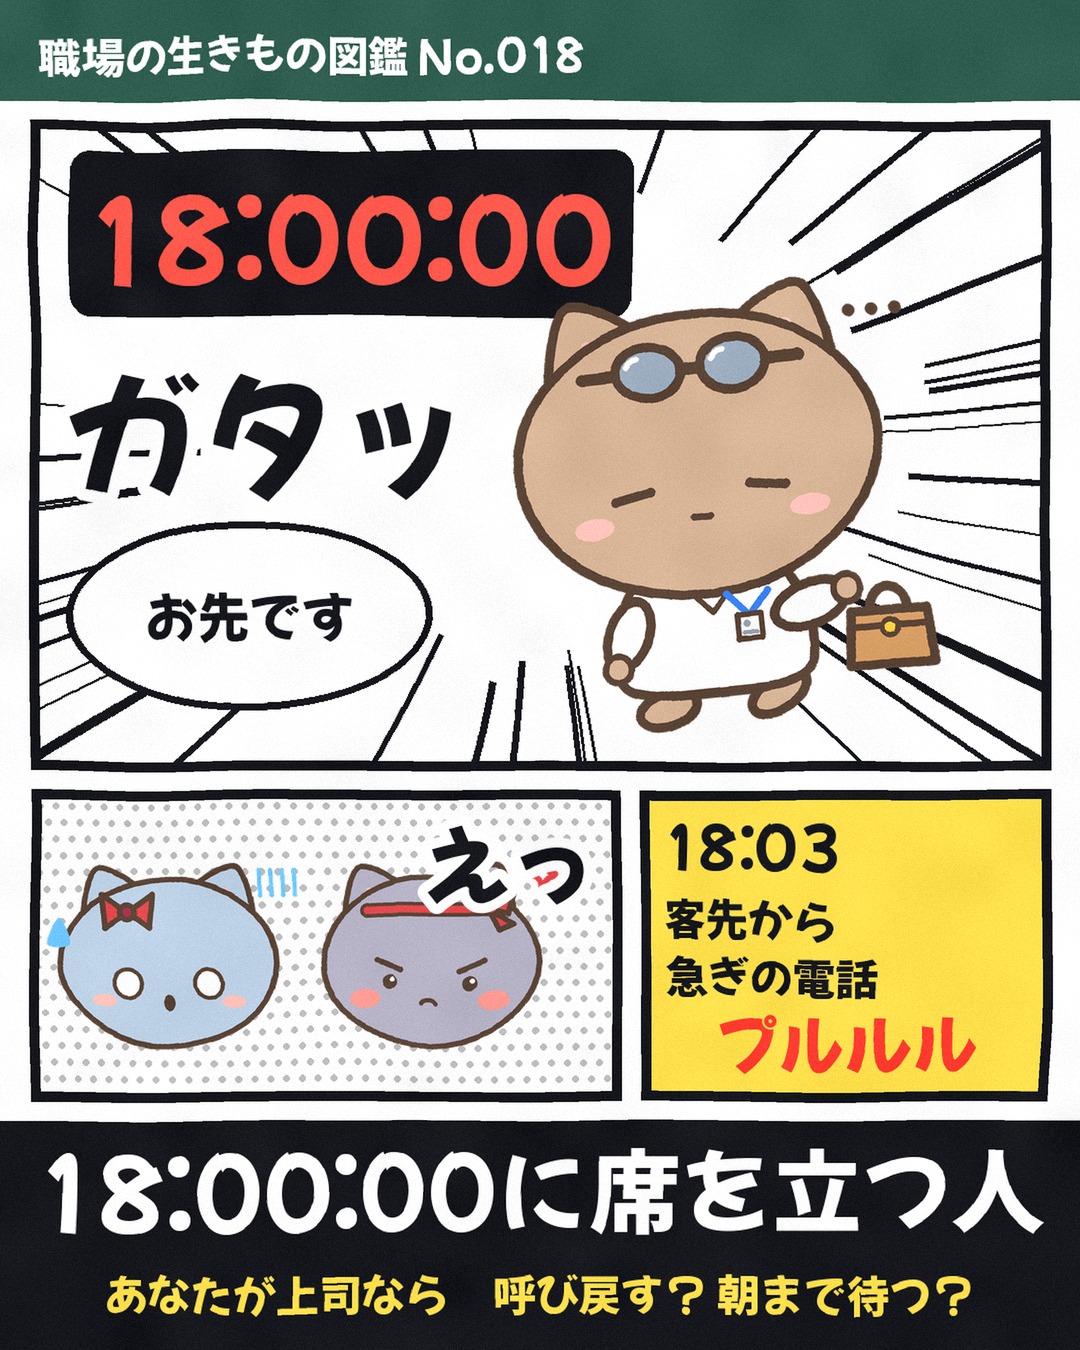 職場の生きもの図鑑 No.018
18:00:00
ガタッ
お先です
えっ
18:03
客先から
急ぎの電話
プルルル
18:00:00に席を立つ人
あなたが上司なら　呼び戻す？朝まで待つ？